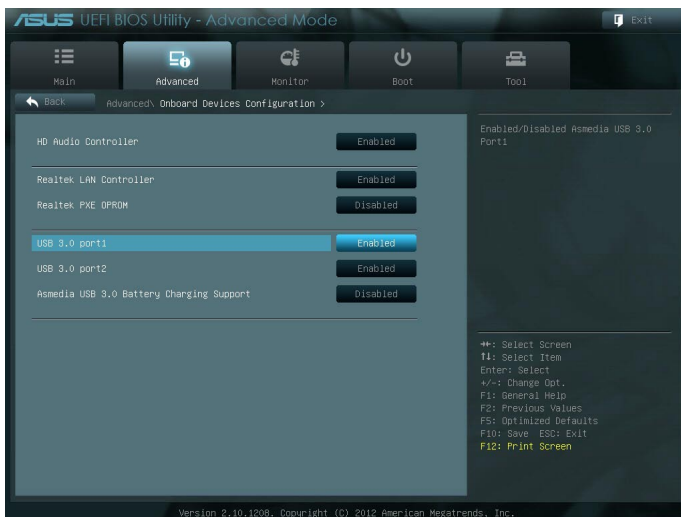 ASUS UEFI BIOS Utility - Advanced Mode
Exit
Main
Advanced
Monitor
Boot
Tool
Back
Advanced\ Onboard Devices Configuration >
HD Audio Controller
Enabled
Realtek LAN Controller
Enabled
Realtek PXE OPROM
Disabled
USB 3.0 port1
Enabled
USB 3.0 port2
Enabled
Asmedia USB 3.0 Battery Charging Support
Disabled
Enabled/Disabled Asmedia USB 3.0
Port1
→←: Select Screen
↑↓: Select Item
Enter: Select
+/-: Change Opt.
F1: General Help
F2: Previous Values
F5: Optimized Defaults
F10: Save ESC: Exit
F12: Print Screen
Version 2.10.1208. Copyright (C) 2012 American Megatrends, Inc.